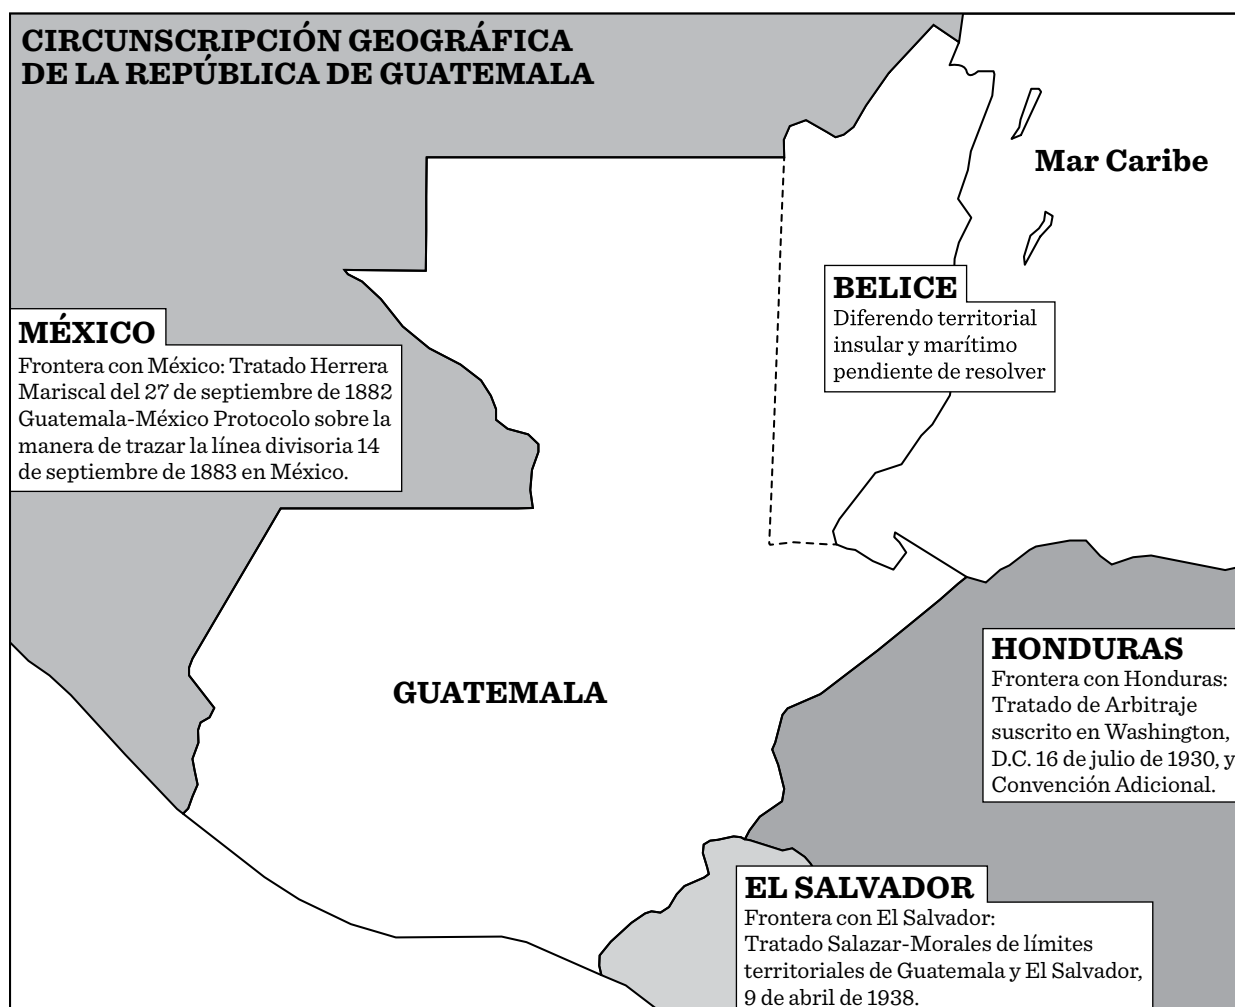 CIRCUNSCRIPCIÓN GEOGRÁFICA
DE LA REPÚBLICA DE GUATEMALA
Mar Caribe
BELICE
Diferendo territorial
insular y marítimo
pendiente de resolver
MÉXICO
Frontera con México: Tratado Herrera
Mariscal del 27 de septiembre de 1882
Guatemala-México Protocolo sobre la
manera de trazar la línea divisoria 14
de septiembre de 1883 en México.
GUATEMALA
HONDURAS
Frontera con Honduras:
Tratado de Arbitraje
suscrito en Washington,
D.C. 16 de julio de 1930, y
Convención Adicional.
EL SALVADOR
Frontera con El Salvador:
Tratado Salazar-Morales de límites
territoriales de Guatemala y El Salvador,
9 de abril de 1938.